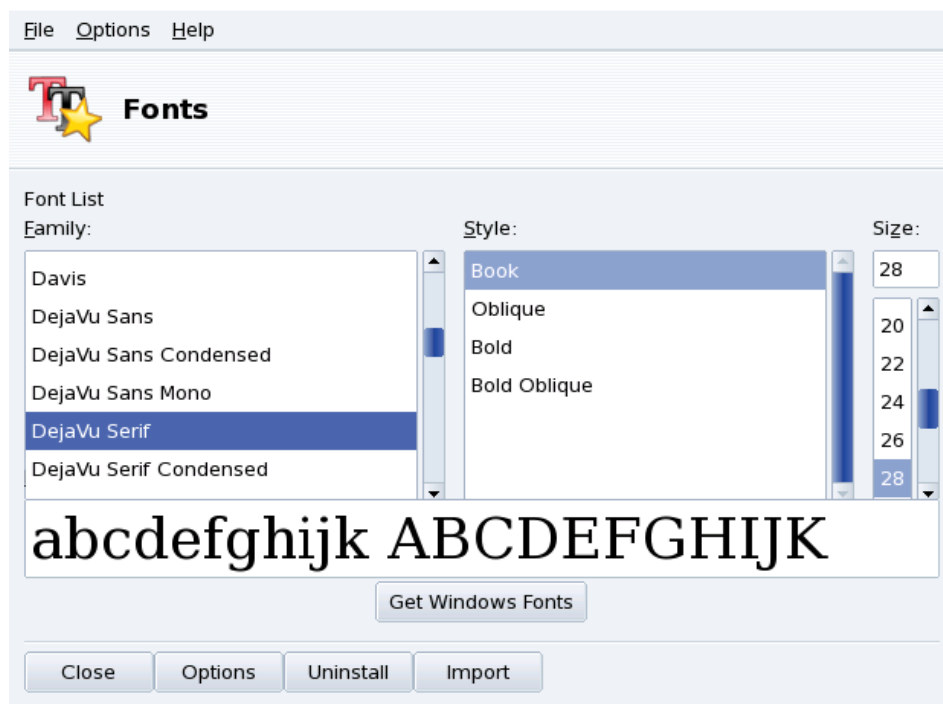 File Options Help
Fonts
Font List
Family: Style: Size:
Davis
DejaVu Sans
DejaVu Sans Condensed
DejaVu Sans Mono
DejaVu Serif
DejaVu Serif Condensed
Book
Oblique
Bold
Bold Oblique
28
20
22
24
26
28
abcdefghijk ABCDEFGHIJK
Get Windows Fonts
Close Options Uninstall Import